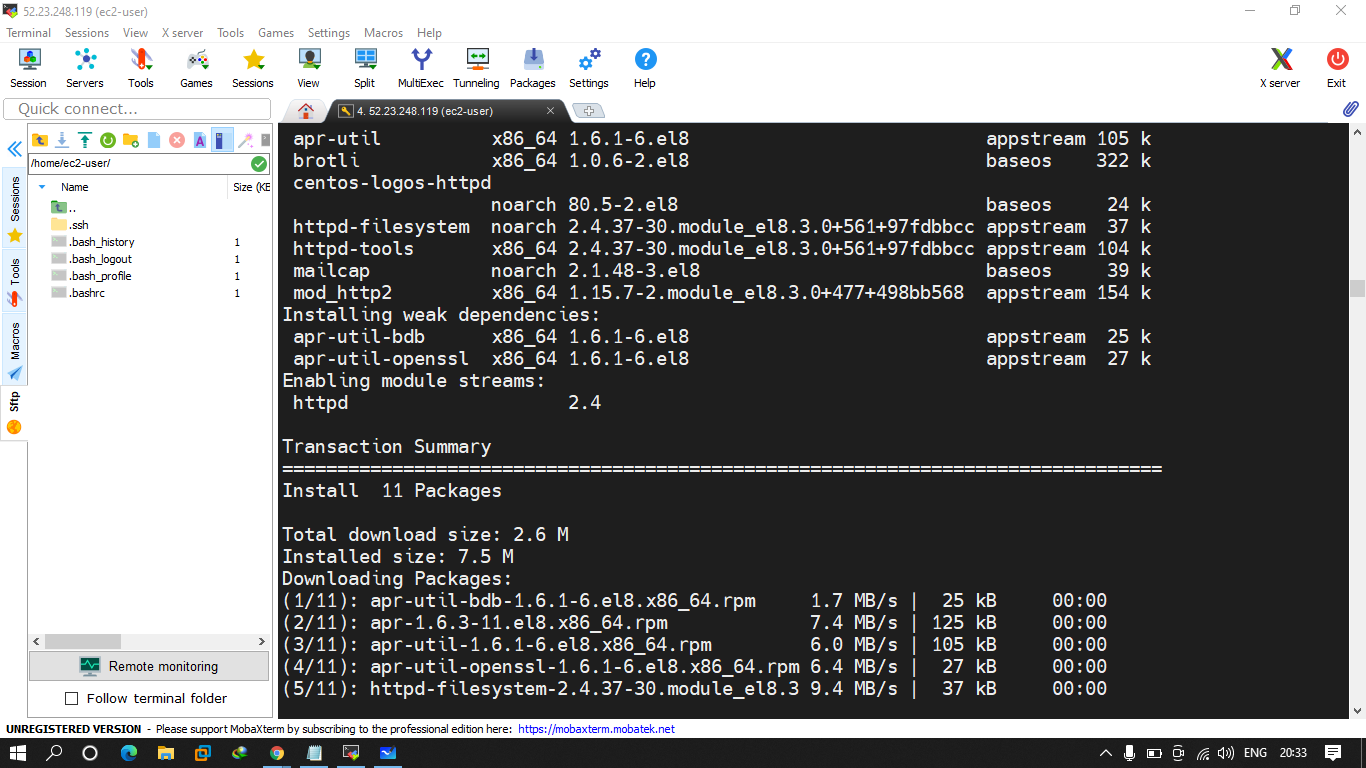 52.23.248.119 (ec2-user)
Terminal Sessions View X server Tools Games Settings Macros Help
Session Servers Tools Games Sessions View Split MultiExec Tunneling Packages Settings Help X server Exit
Quick connect...
4. 52.23.248.119 (ec2-user)
/home/ec2-user/
Name Size (KB
..
.ssh
.bash_history 1
.bash_logout 1
.bash_profile 1
.bashrc 1
Sessions
Tools
Macros
Sftp
Remote monitoring
Follow terminal folder
apr-util x86_64 1.6.1-6.el8 appstream 105 k
brotli x86_64 1.0.6-2.el8 baseos 322 k
centos-logos-httpd
noarch 80.5-2.el8 baseos 24 k
httpd-filesystem noarch 2.4.37-30.module_el8.3.0+561+97fdbbcc appstream 37 k
httpd-tools x86_64 2.4.37-30.module_el8.3.0+561+97fdbbcc appstream 104 k
mailcap noarch 2.1.48-3.el8 baseos 39 k
mod_http2 x86_64 1.15.7-2.module_el8.3.0+477+498bb568 appstream 154 k
Installing weak dependencies:
apr-util-bdb x86_64 1.6.1-6.el8 appstream 25 k
apr-util-openssl x86_64 1.6.1-6.el8 appstream 27 k
Enabling module streams:
httpd 2.4
Transaction Summary
================================================================================
Install 11 Packages
Total download size: 2.6 M
Installed size: 7.5 M
Downloading Packages:
(1/11): apr-util-bdb-1.6.1-6.el8.x86_64.rpm 1.7 MB/s | 25 kB 00:00
(2/11): apr-1.6.3-11.el8.x86_64.rpm 7.4 MB/s | 125 kB 00:00
(3/11): apr-util-1.6.1-6.el8.x86_64.rpm 6.0 MB/s | 105 kB 00:00
(4/11): apr-util-openssl-1.6.1-6.el8.x86_64.rpm 6.4 MB/s | 27 kB 00:00
(5/11): httpd-filesystem-2.4.37-30.module_el8.3 9.4 MB/s | 37 kB 00:00
UNREGISTERED VERSION - Please support MobaXterm by subscribing to the professional edition here: https://mobaxterm.mobatek.net
ENG 20:33